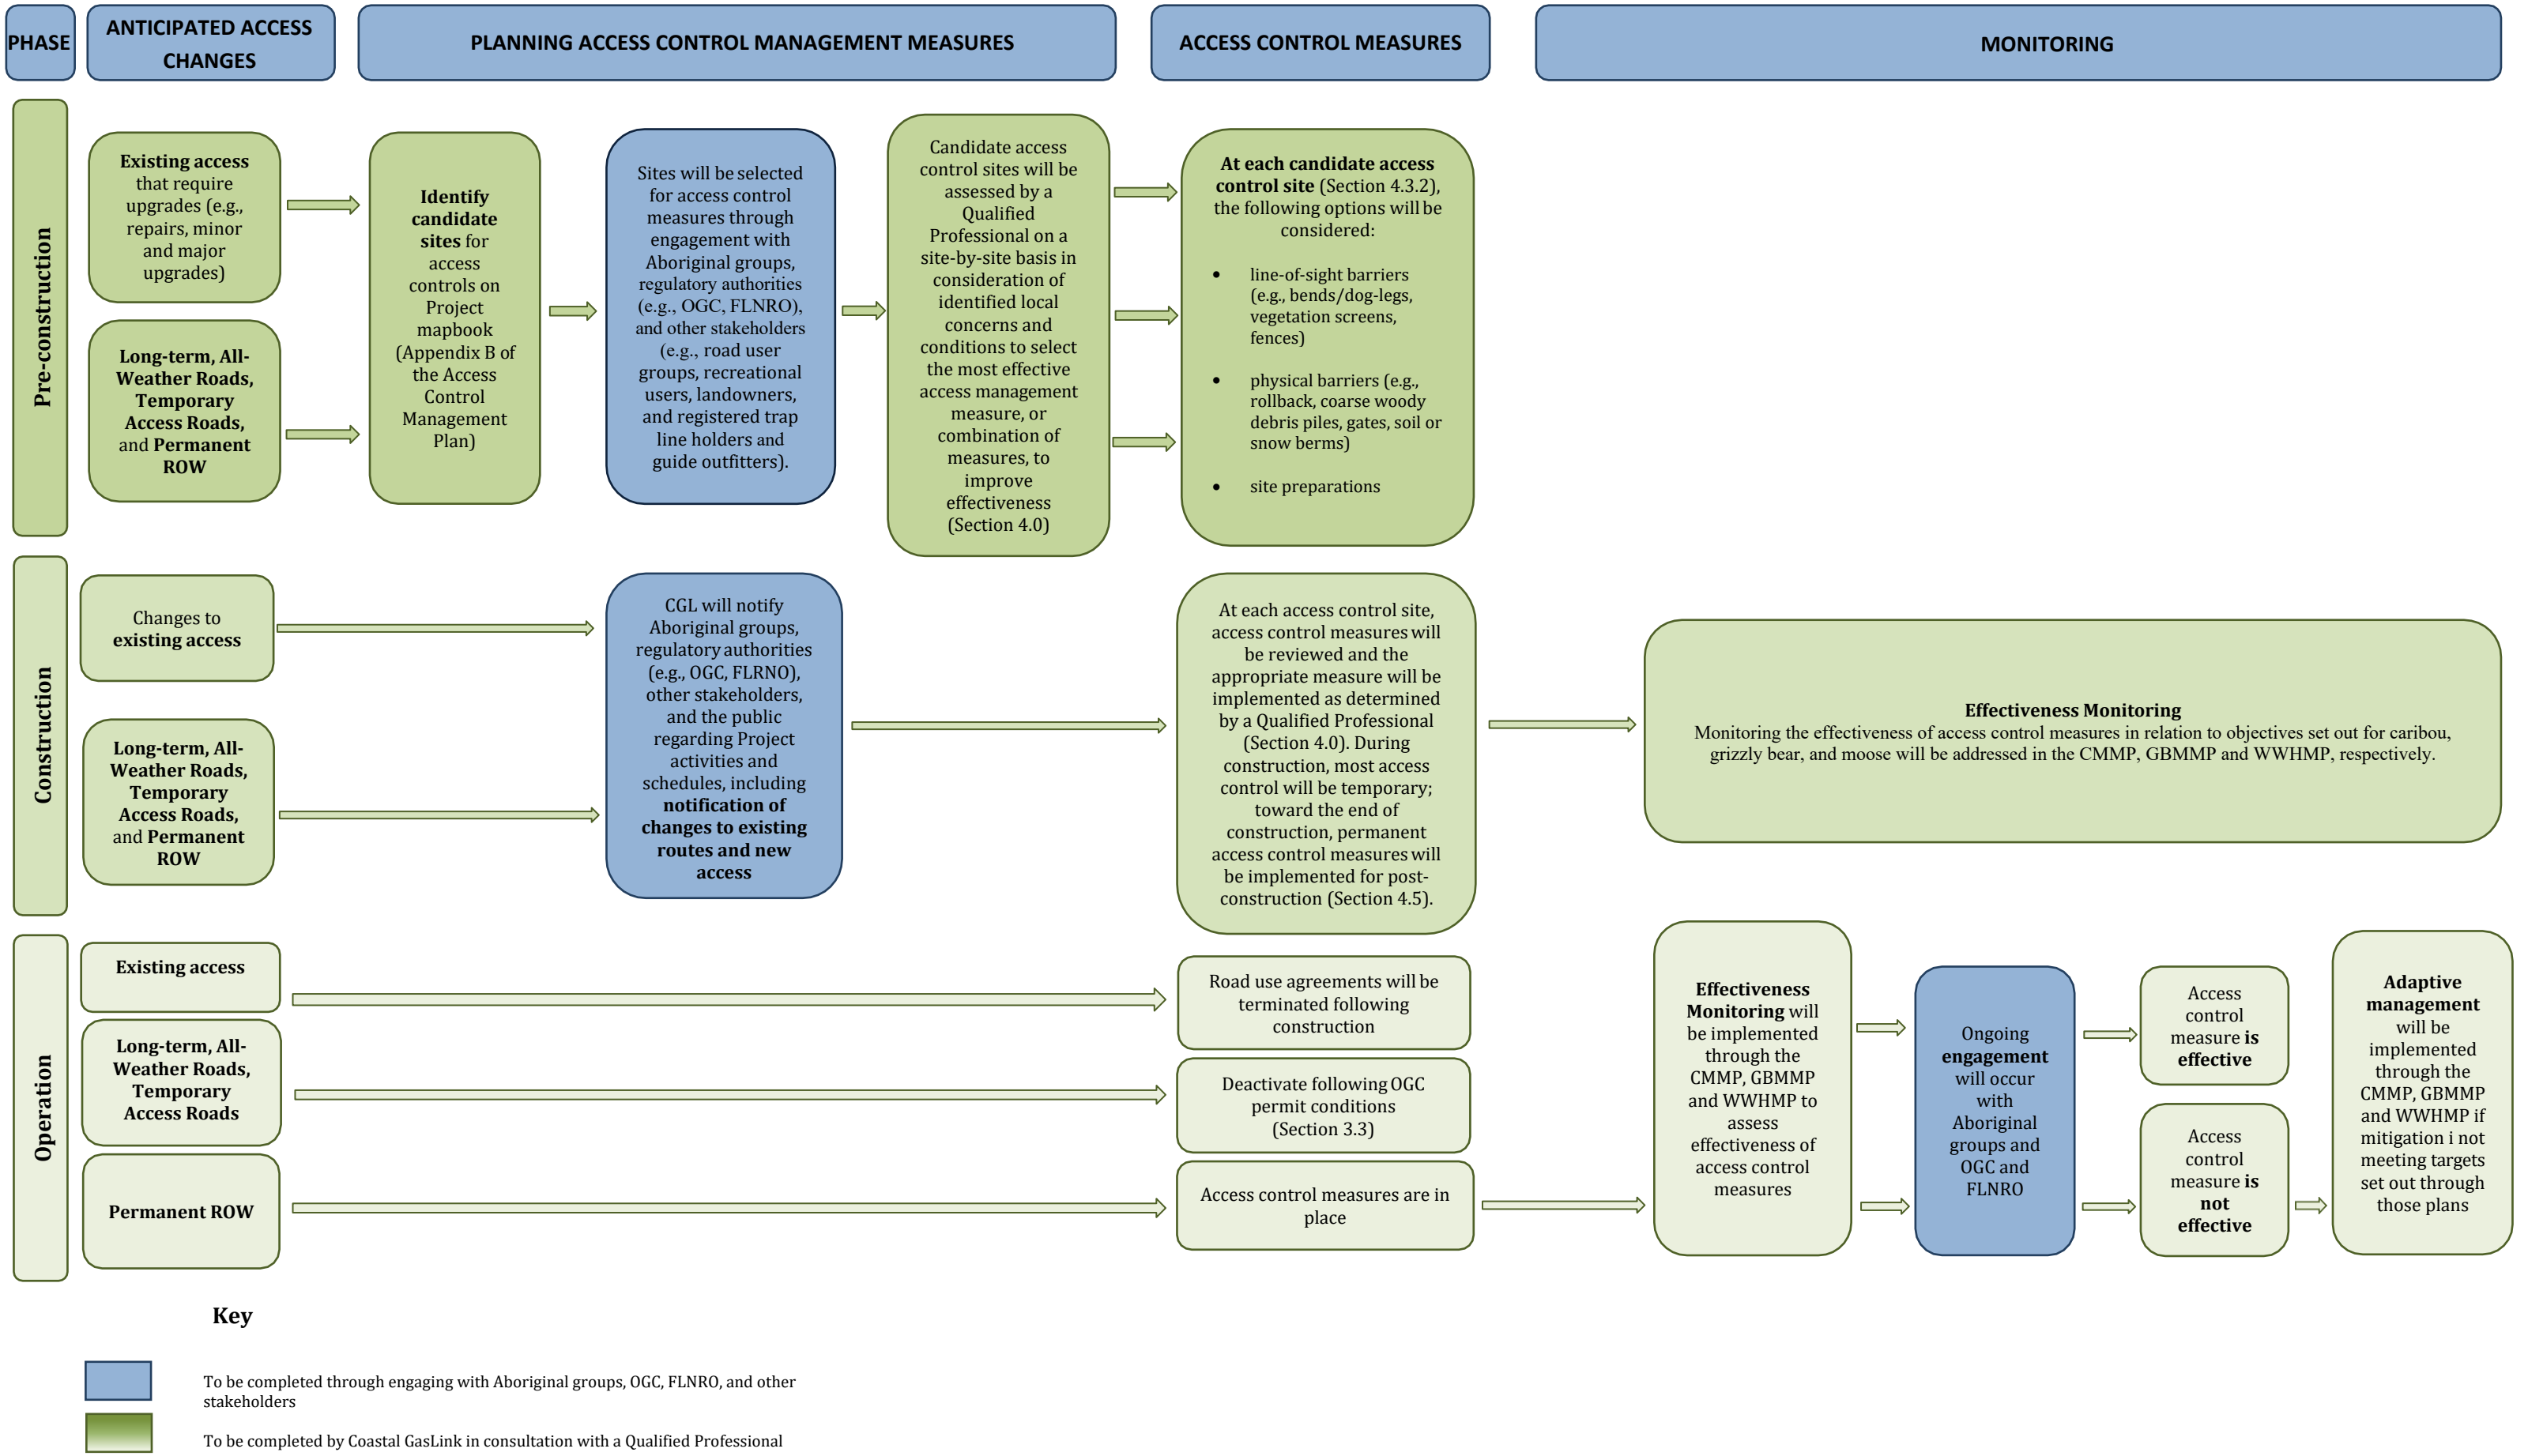 PHASE
ANTICIPATED ACCESS
CHANGES
PLANNING ACCESS CONTROL MANAGEMENT MEASURES
ACCESS CONTROL MEASURES
MONITORING
Pre-construction
Existing access
that require
upgrades (e.g.,
repairs, minor
and major
upgrades)
Long-term, All-
Weather Roads,
Temporary
Access Roads,
and Permanent
ROW
Identify
candidate
sites for
access
controls on
Project
mapbook
(Appendix B of
the Access
Control
Management
Plan)
Sites will be selected
for access control
measures through
engagement with
Aboriginal groups,
regulatory authorities
(e.g., OGC, FLNRO),
and other stakeholders
(e.g., road user
groups, recreational
users, landowners,
and registered trap
line holders and
guide outfitters).
Candidate access
control sites will be
assessed by a
Qualified
Professional on a
site-by-site basis in
consideration of
identified local
concerns and
conditions to select
the most effective
access management
measure, or
combination of
measures, to
improve
effectiveness
(Section 4.0)
At each candidate access
control site (Section 4.3.2),
the following options will be
considered:
• line-of-sight barriers
(e.g., bends/dog-legs,
vegetation screens,
fences)
• physical barriers (e.g.,
rollback, coarse woody
debris piles, gates, soil or
snow berms)
• site preparations
Construction
Changes to
existing access
Long-term, All-
Weather Roads,
Temporary
Access Roads,
and Permanent
ROW
CGL will notify
Aboriginal groups,
regulatory authorities
(e.g., OGC, FLRNO),
other stakeholders,
and the public
regarding Project
activities and
schedules, including
notification of
changes to existing
routes and new
access
At each access control site,
access control measures will
be reviewed and the
appropriate measure will be
implemented as determined
by a Qualified Professional
(Section 4.0). During
construction, most access
control will be temporary;
toward the end of
construction, permanent
access control measures will
be implemented for post-
construction (Section 4.5).
Effectiveness Monitoring
Monitoring the effectiveness of access control measures in relation to objectives set out for caribou,
grizzly bear, and moose will be addressed in the CMMP, GBMMP and WWHMP, respectively.
Operation
Existing access
Long-term, All-
Weather Roads,
Temporary
Access Roads
Permanent ROW
Road use agreements will be
terminated following
construction
Deactivate following OGC
permit conditions
(Section 3.3)
Access control measures are in
place
Effectiveness
Monitoring will
be implemented
through the
CMMP, GBMMP
and WWHMP to
assess
effectiveness of
access control
measures
Ongoing
engagement
will occur
with
Aboriginal
groups and
OGC and
FLNRO
Access
control
measure is
effective
Access
control
measure is
not
effective
Adaptive
management
will be
implemented
through the
CMMP, GBMMP
and WWHMP if
mitigation i not
meeting targets
set out through
those plans
Key
To be completed through engaging with Aboriginal groups, OGC, FLNRO, and other
stakeholders
To be completed by Coastal GasLink in consultation with a Qualified Professional